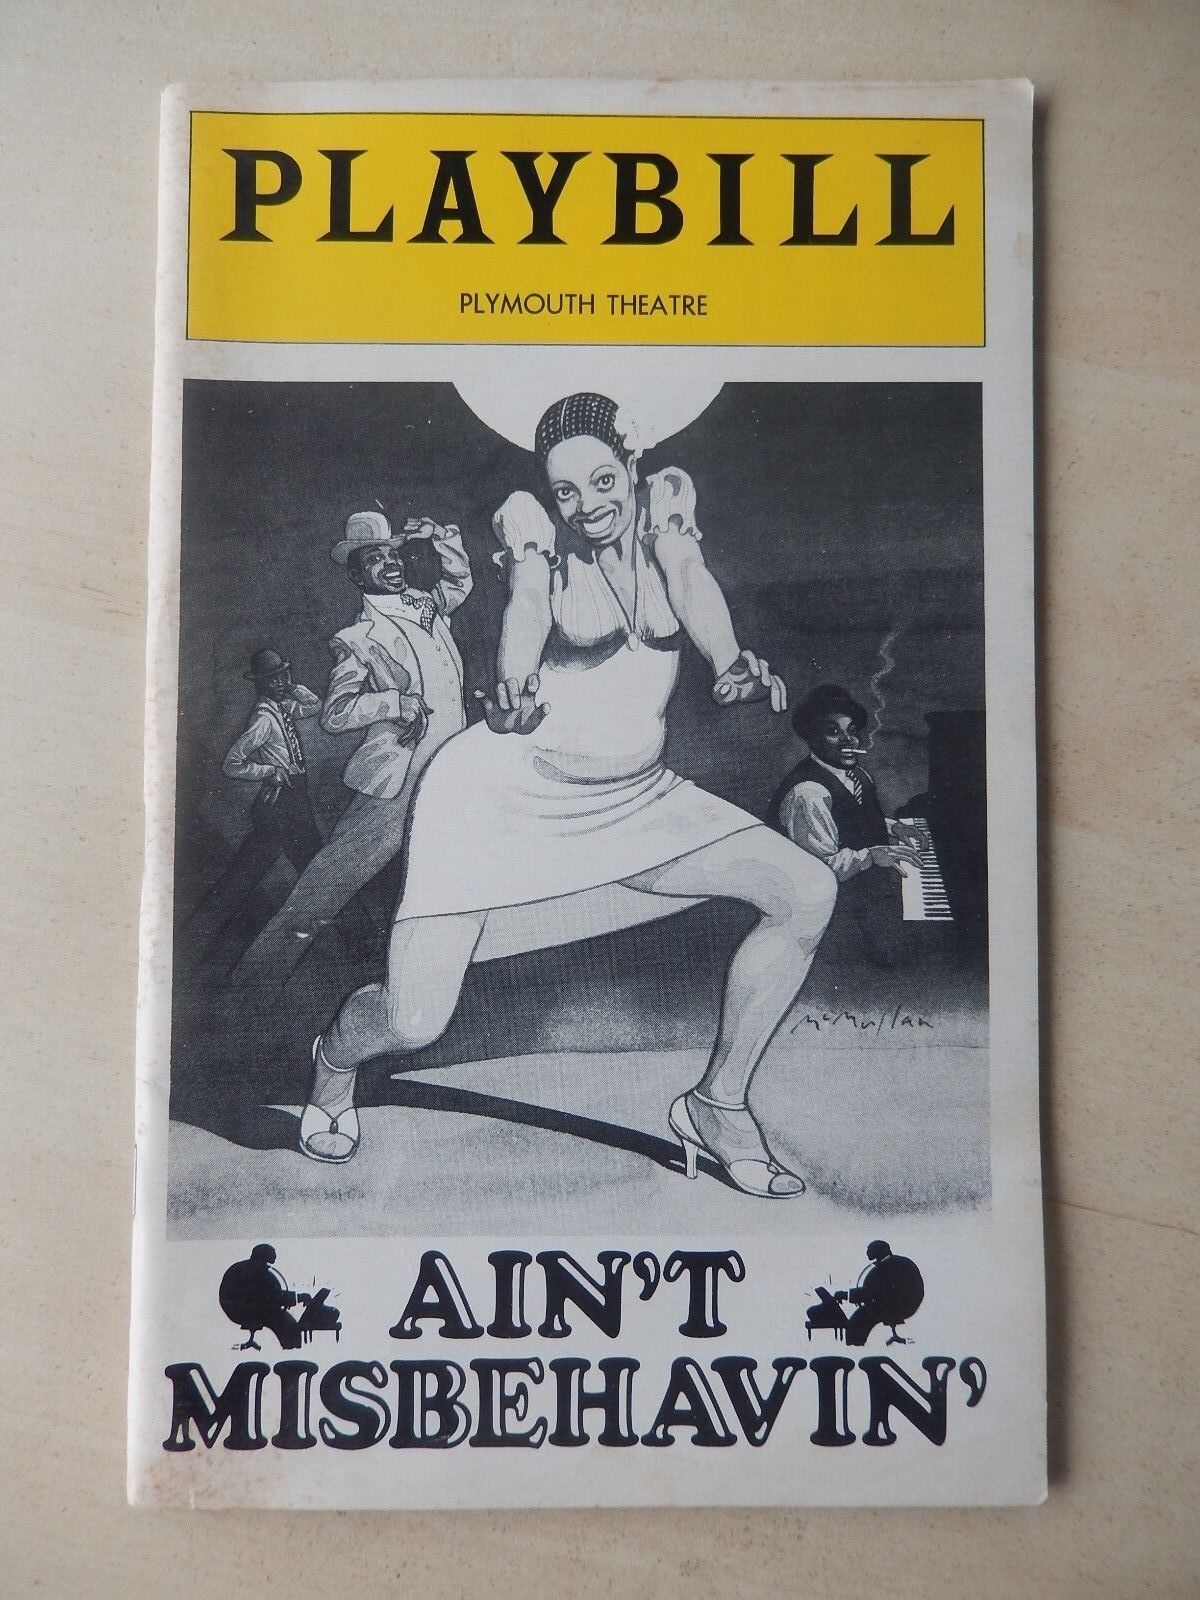 PLAYBILL
PLYMOUTH THEATRE
McMullan
AIN'T
MISBEHAVIN'